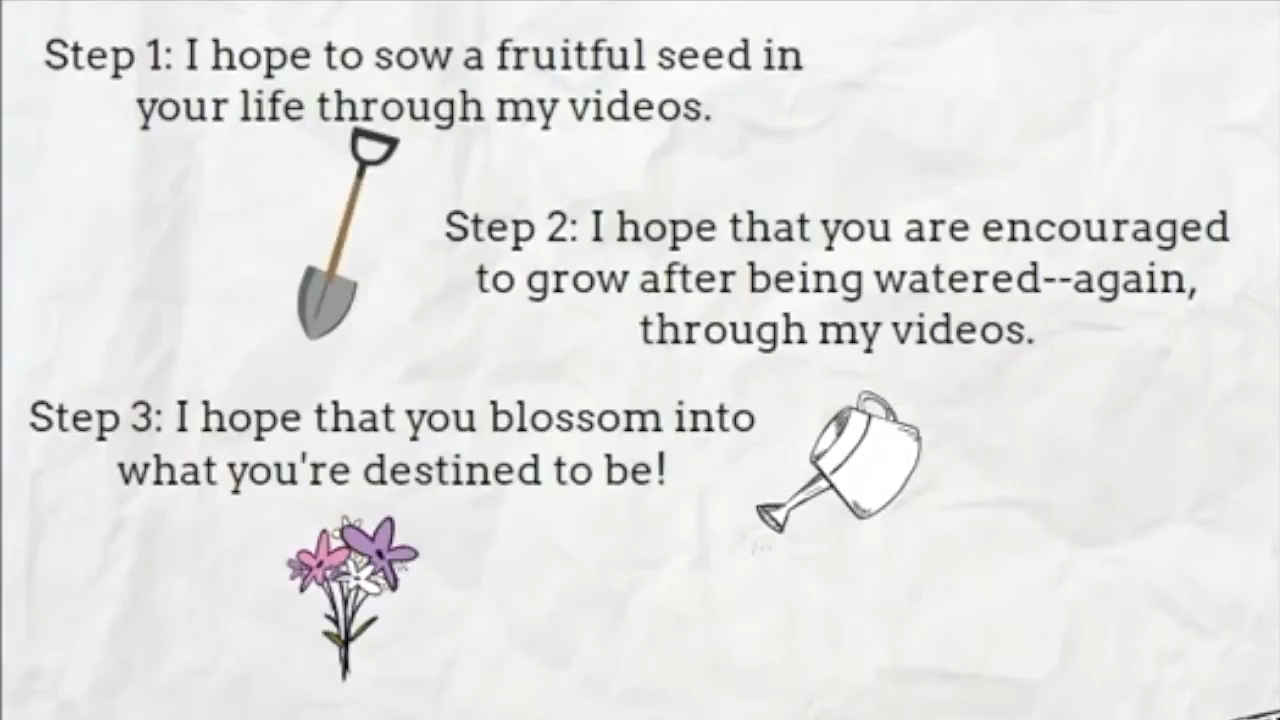 Step 1: I hope to sow a fruitful seed in
your life through my videos.
Step 2: I hope that you are encouraged
to grow after being watered--again,
through my videos.
Step 3: I hope that you blossom into
what you're destined to be!